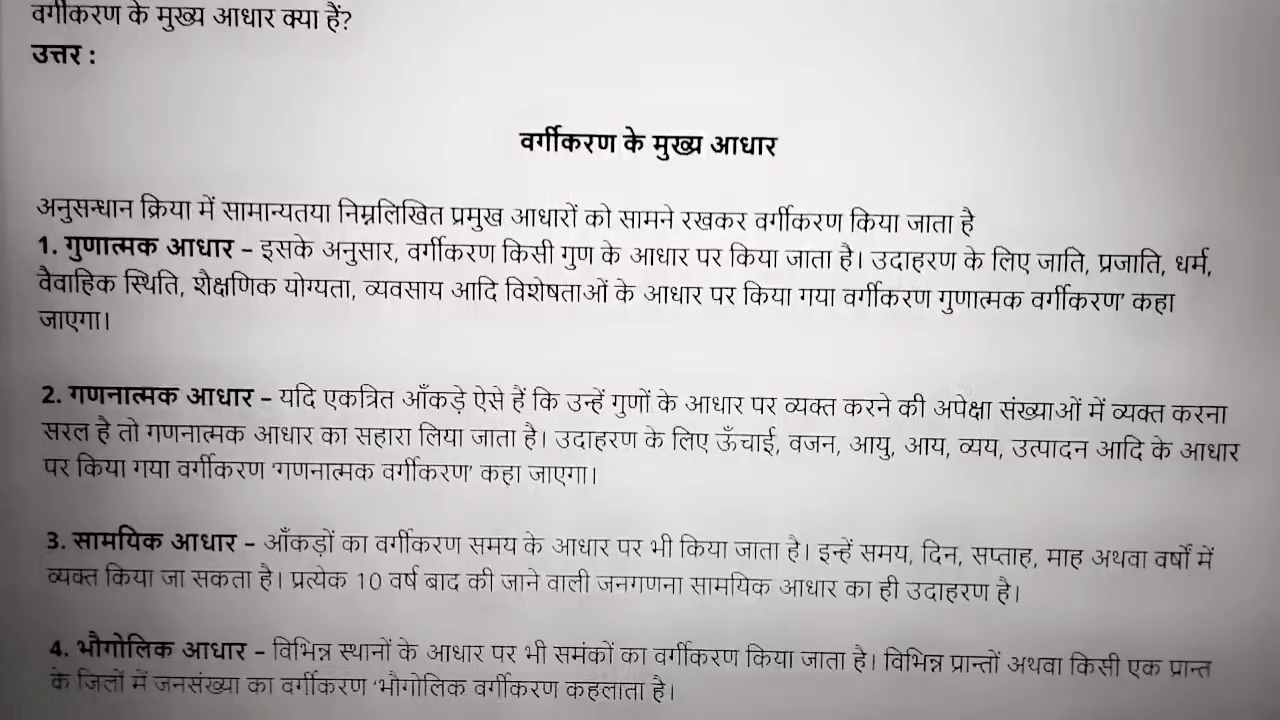 वर्गीकरण के मुख्य आधार क्या हैं?
उत्तर :
वर्गीकरण के मुख्य आधार
अनुसन्धान क्रिया में सामान्यतया निम्नलिखित प्रमुख आधारों को सामने रखकर वर्गीकरण किया जाता है
1. गुणात्मक आधार – इसके अनुसार, वर्गीकरण किसी गुण के आधार पर किया जाता है। उदाहरण के लिए जाति, प्रजाति, धर्म,
वैवाहिक स्थिति, शैक्षणिक योग्यता, व्यवसाय आदि विशेषताओं के आधार पर किया गया वर्गीकरण गुणात्मक वर्गीकरण’ कहा
जाएगा।
2. गणनात्मक आधार – यदि एकत्रित आँकड़े ऐसे हैं कि उन्हें गुणों के आधार पर व्यक्त करने की अपेक्षा संख्याओं में व्यक्त करना
सरल है तो गणनात्मक आधार का सहारा लिया जाता है। उदाहरण के लिए ऊँचाई, वजन, आयु, आय, व्यय, उत्पादन आदि के आधार
पर किया गया वर्गीकरण ‘गणनात्मक वर्गीकरण’ कहा जाएगा।
3. सामयिक आधार – आँकड़ों का वर्गीकरण समय के आधार पर भी किया जाता है। इन्हें समय, दिन, सप्ताह, माह अथवा वर्षों में
व्यक्त किया जा सकता है। प्रत्येक 10 वर्ष बाद की जाने वाली जनगणना सामयिक आधार का ही उदाहरण है।
4. भौगोलिक आधार – विभिन्न स्थानों के आधार पर भी समंकों का वर्गीकरण किया जाता है। विभिन्न प्रान्तों अथवा किसी एक प्रान्त
के जिलों में जनसंख्या का वर्गीकरण ‘भौगोलिक वर्गीकरण कहलाता है।